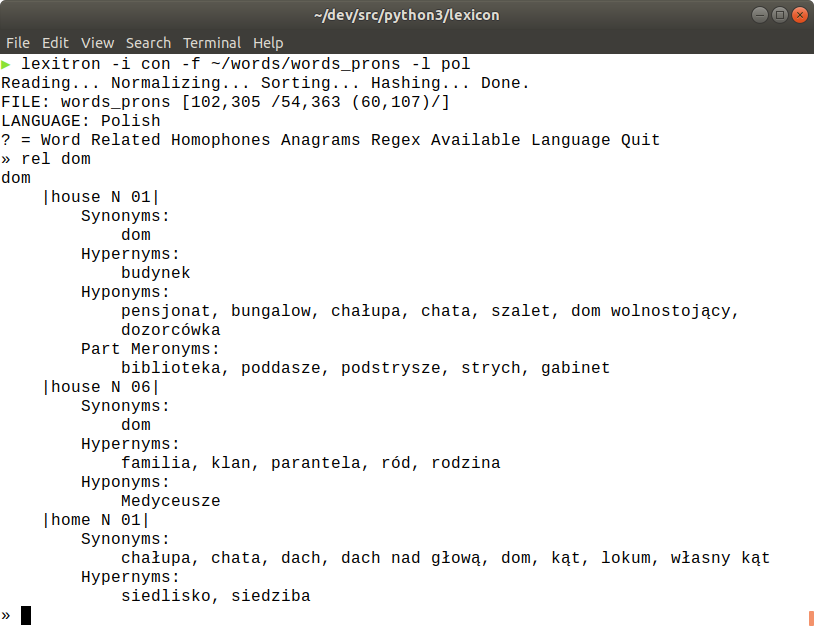 ~/dev/src/python3/lexicon
File Edit View Search Terminal Help
lexitron -i con -f ~/words/words_prons -l pol
Reading... Normalizing... Sorting... Hashing... Done.
FILE: words_prons [102,305 /54,363 (60,107)/]
LANGUAGE: Polish
? = Word Related Homophones Anagrams Regex Available Language Quit
» rel dom
dom
|house N 01|
Synonyms:
dom
Hypernyms:
budynek
Hyponyms:
pensjonat, bungalow, chałupa, chata, szalet, dom wolnostojący,
dozorcówka
Part Meronyms:
biblioteka, poddasze, podstrysze, strych, gabinet
|house N 06|
Synonyms:
dom
Hypernyms:
familia, klan, parantela, ród, rodzina
Hyponyms:
Medyceusze
|home N 01|
Synonyms:
chałupa, chata, dach, dach nad głową, dom, kąt, lokum, własny kąt
Hypernyms:
siedlisko, siedziba
»